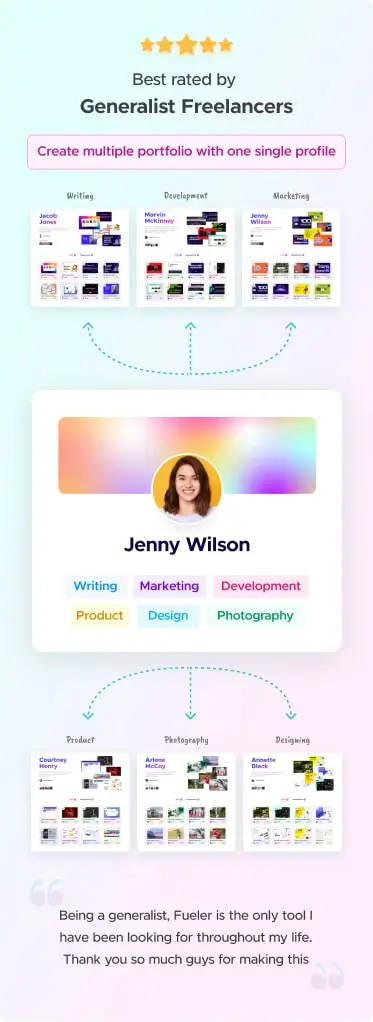 Best rated by
Generalist Freelancers
Create multiple portfolio with one single profile
Writing
Development
Marketing
Jacob
Jones
Marvin
McKinney
Jenny
Wilson
Jenny Wilson
Writing
Marketing
Development
Product
Design
Photography
Product
Photography
Designing
Courtney
Henry
Arlene
McCoy
Annette
Black
Being a generalist, Fueler is the only tool I
have been looking for throughout my life.
Thank you so much guys for making this